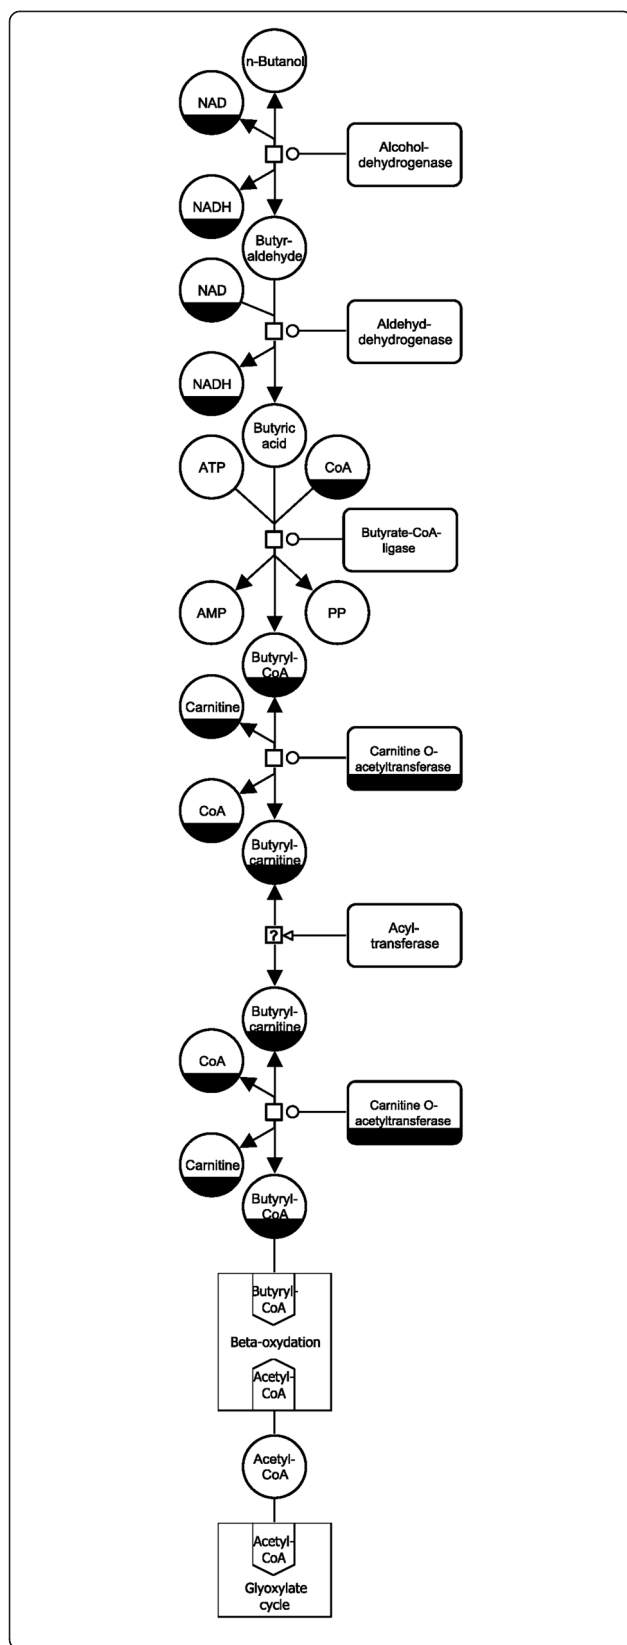 n-Butanol
NAD
Alcohol-
dehydrogenase
NADH
Butyr-
aldehyde
NAD
Aldehyd-
dehydrogenase
NADH
Butyric
acid
ATP
CoA
Butyrate-CoA-
ligase
AMP
PP
Butyryl-
CoA
Carnitine
Carnitine O-
acetyltransferase
CoA
Butyryl-
carnitine
?
Acyl-
transferase
Butyryl-
carnitine
CoA
Carnitine O-
acetyltransferase
Carnitine
Butyryl-
CoA
Butyryl-
CoA
Beta-oxydation
Acetyl-
CoA
Acetyl-
CoA
Acetyl-
CoA
Glyoxylate
cycle